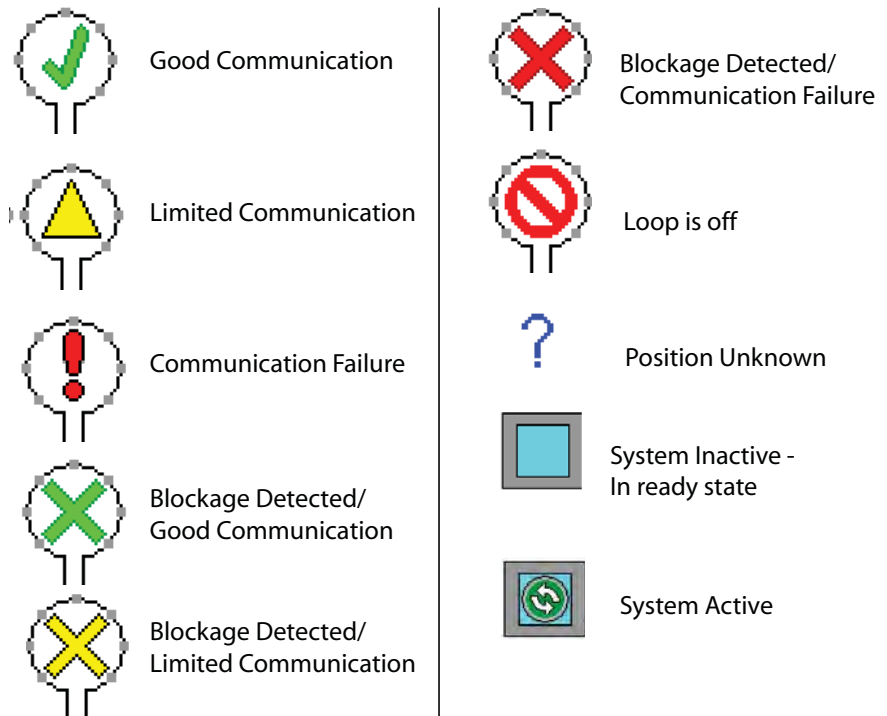 Good Communication
Limited Communication
Communication Failure
Blockage Detected/
Good Communication
Blockage Detected/
Limited Communication
Blockage Detected/
Communication Failure
Loop is off
?
Position Unknown
System Inactive -
In ready state
System Active